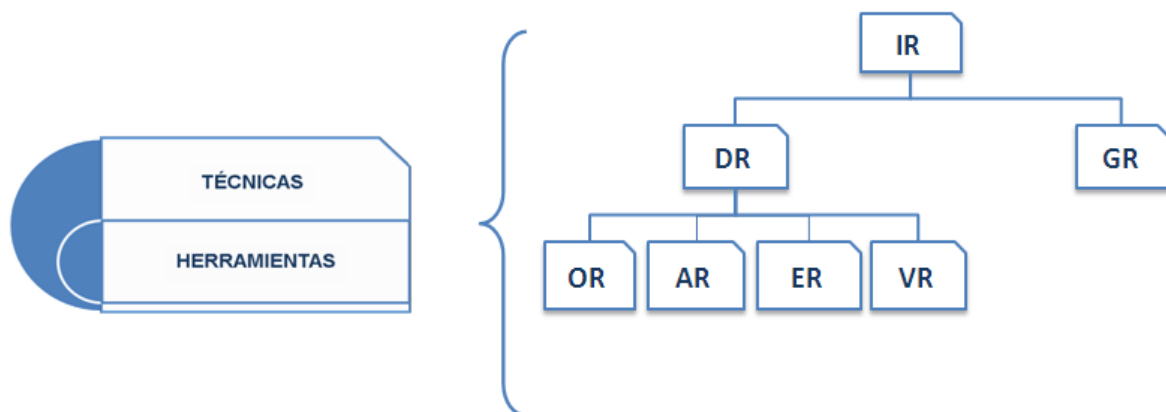 IR
DR
GR
TÉCNICAS
HERRAMIENTAS
OR
AR
ER
VR